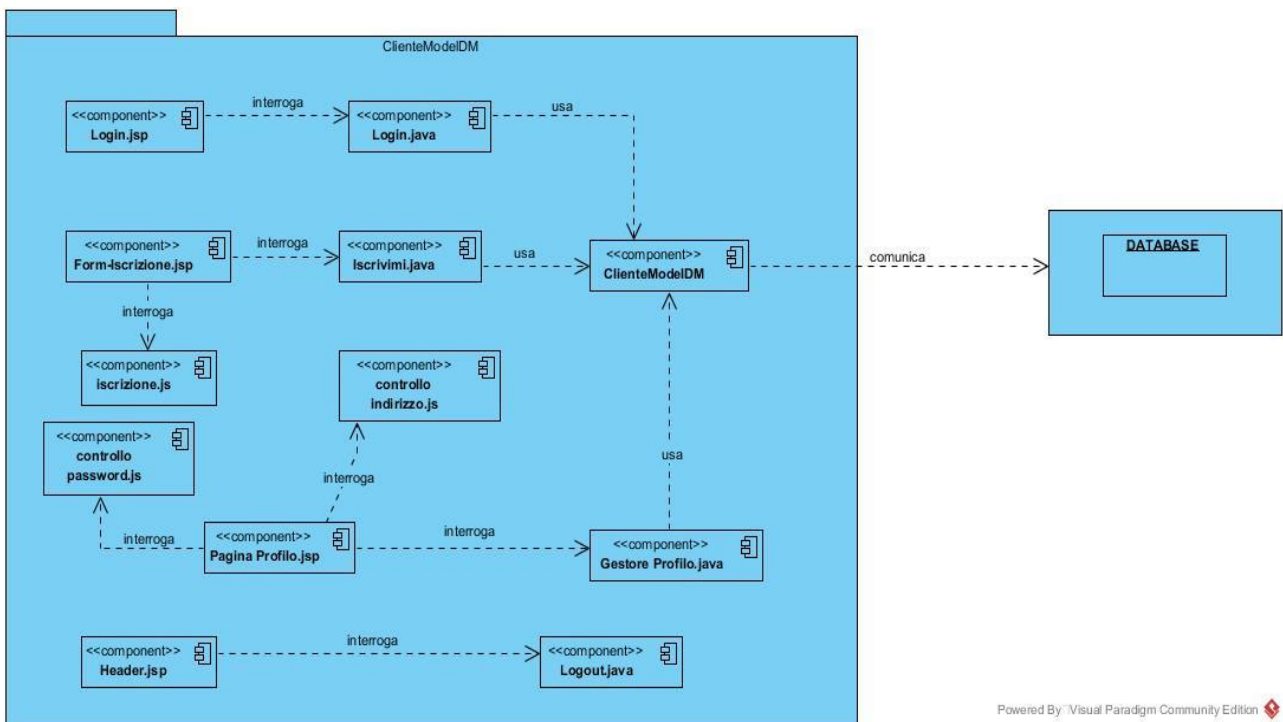 ClienteModelDM
<<component>>
Login.jsp
interroga
<<component>>
Login.java
usa
<<component>>
Form-Iscrizione.jsp
interroga
<<component>>
Iscrivimi.java
usa
<<component>>
ClienteModelDM
comunica
DATABASE
interroga
<<component>>
iscrizione.js
<<component>>
controllo
indirizzo.js
<<component>>
controllo
password.js
interroga
usa
interroga
<<component>>
Pagina Profilo.jsp
interroga
<<component>>
Gestore Profilo.java
<<component>>
Header.jsp
interroga
<<component>>
Logout.java
Powered By Visual Paradigm Community Edition